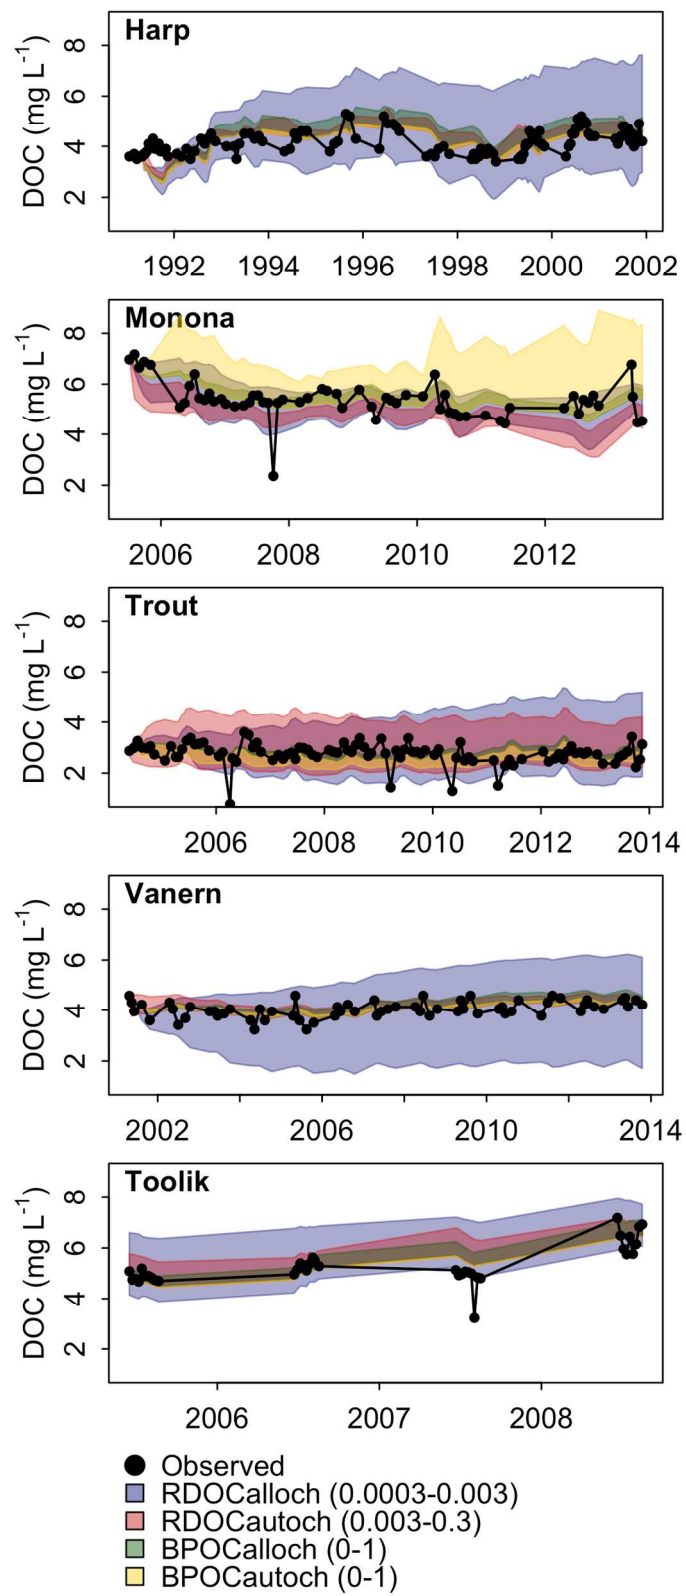 Harp
DOC (mg L⁻¹)
8
6
4
2
1992 1994 1996 1998 2000 2002
Monona
DOC (mg L⁻¹)
8
6
4
2
2006 2008 2010 2012
Trout
DOC (mg L⁻¹)
8
6
4
2
2006 2008 2010 2012 2014
Vanern
DOC (mg L⁻¹)
8
6
4
2
2002 2006 2010 2014
Toolik
DOC (mg L⁻¹)
8
6
4
2
2006 2007 2008
Observed
RDOCalloch (0.0003-0.003)
RDOCautoch (0.003-0.3)
BPOCalloch (0-1)
BPOCautoch (0-1)